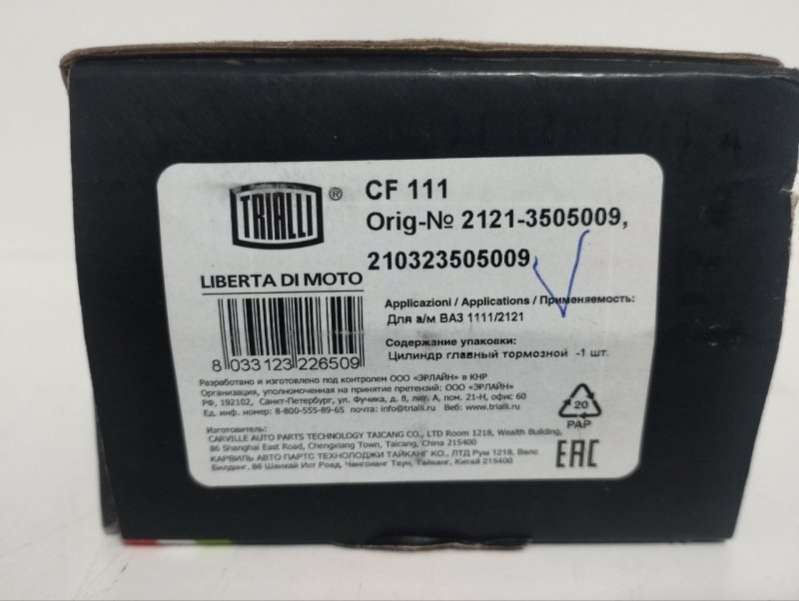 TRIALLI ®
CF 111
Orig-№ 2121-3505009,
210323505009,
LIBERTA DI MOTO
8 033123 226509
Applicazioni / Applications / Применяемость:
Для а/м ВАЗ 1111/2121
Содержание упаковки:
Цилиндр главный тормозной -1 шт.
Разработано и изготовлено под контролем ООО «ЭРЛАЙН» в КНР
Организация, уполномоченная на принятие претензий: ООО «ЭРЛАЙН»
РФ, 192102, Санкт-Петербург, ул. Фучика, д. 8, лит. А, пом. 21-Н, офис 60
Ед. инф. номер: 8-800-555-89-65 почта: info@trialli.ru Веб: www.trialli.ru
Изготовитель:
CARVILLE AUTO PARTS TECHNOLOGY TAICANG CO., LTD Room 1218, Wealth Building,
86 Shanghai East Road, Chengxiang Town, Taicang, China 215400
КАРВИЛЬ АВТО ПАРТС ТЕХНОЛОДЖИ ТАЙКАНГ КО., ЛТД Рум 1218, Велс
Билдинг, 86 Шанхай Ист Роад, Чангсианг Таун, Тайканг, Китай 215400
20
PAP
EAC